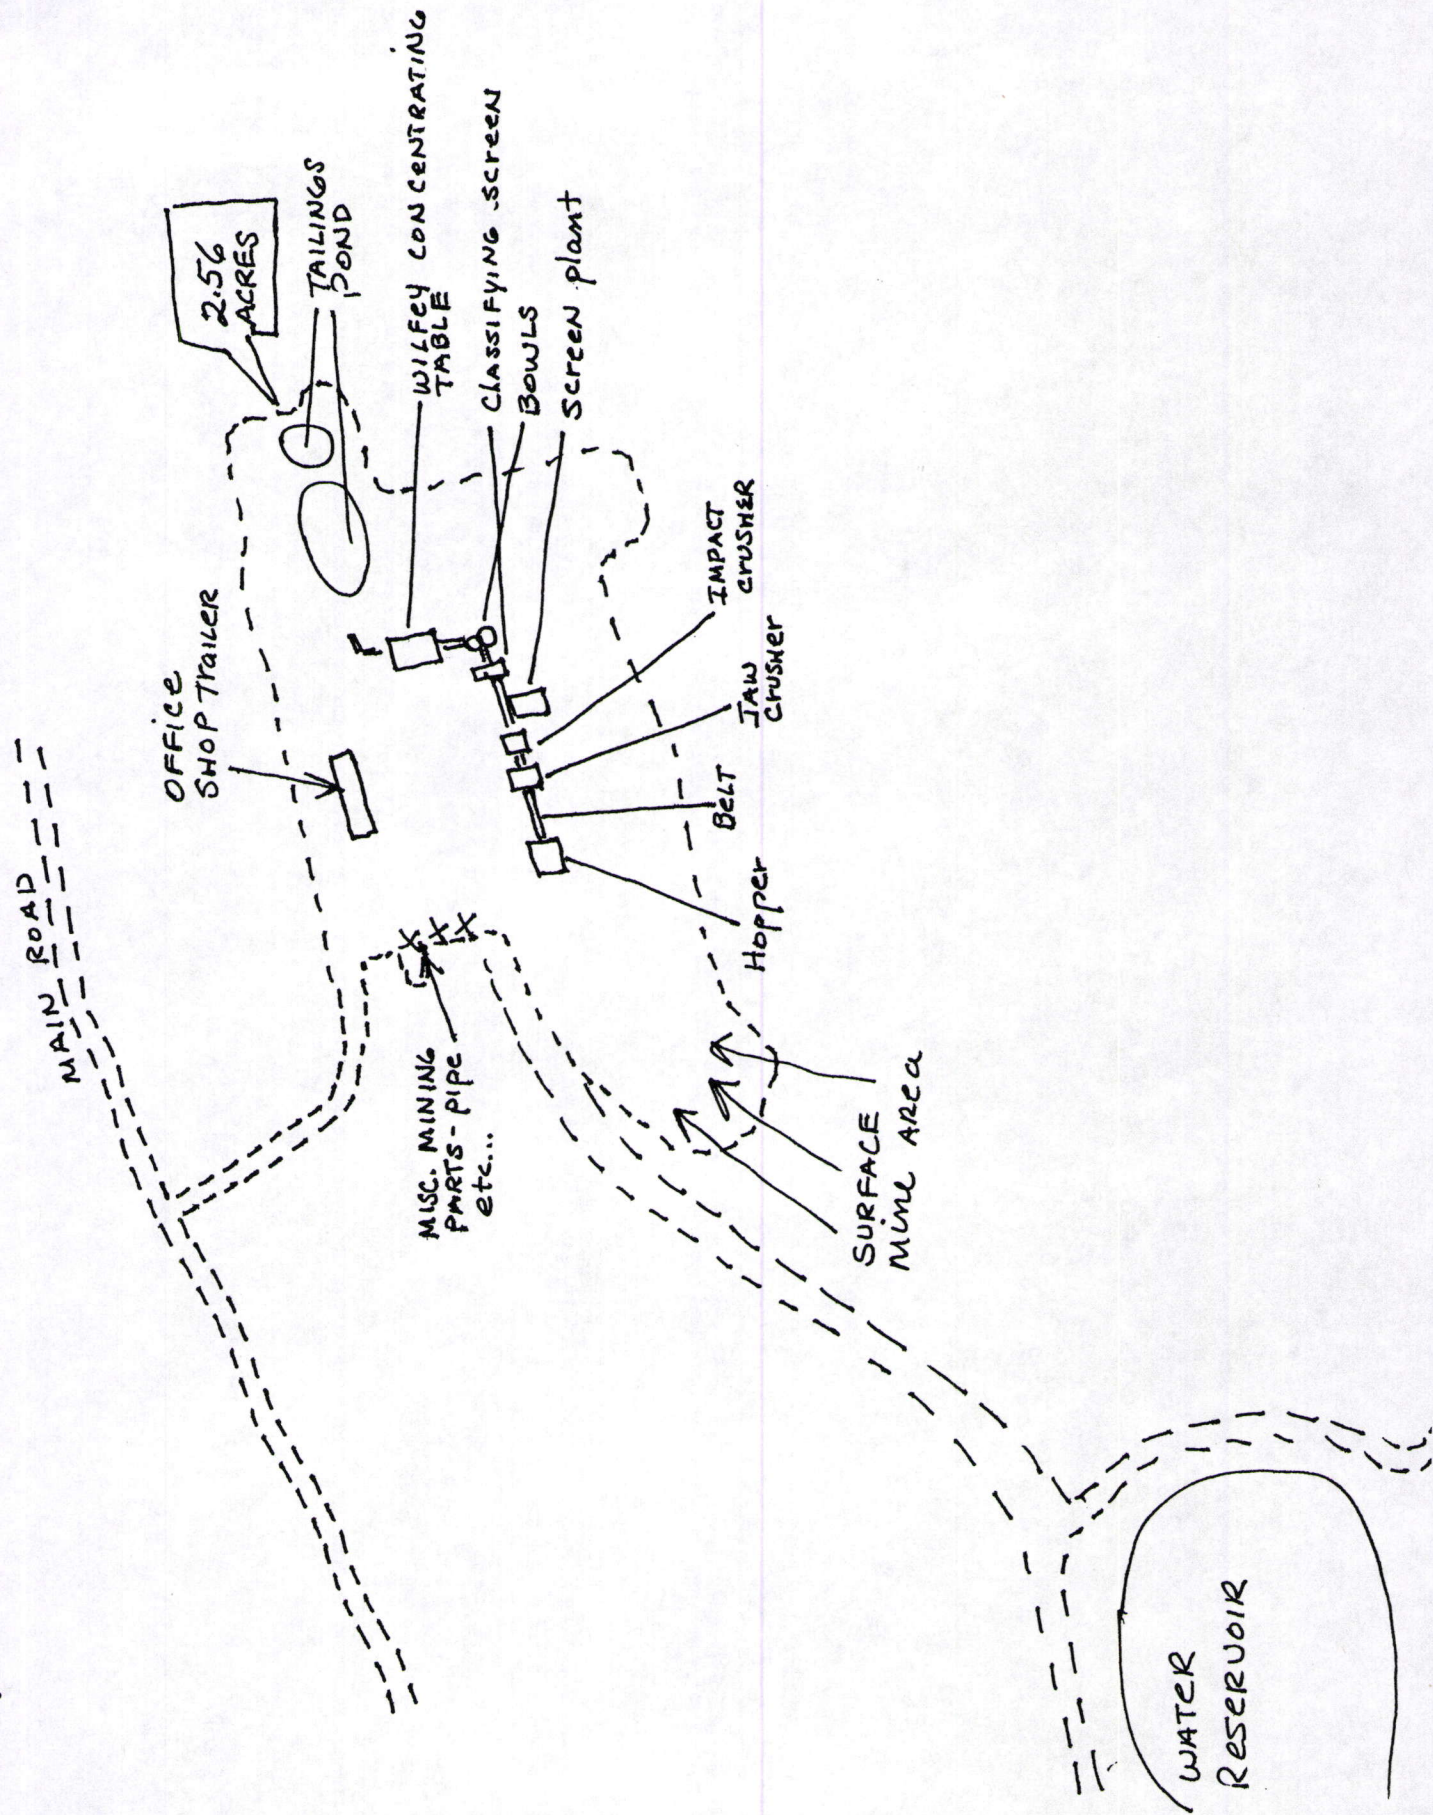 MAIN ROAD
OFFice
SHOP TraiLER
2.56
ACRES
TAILINGS
POND
WILFEY CONCENTRATING
TABLE
ClASSIFYING screen
BOWLS
Screen plant
IMPACT
crusHER
JAW
crusHer
BeLT
Hopper
MISC. MINING
PARTS - pipe
etc...
SURFACE
Mine AREa
WATER
ReserVOIR